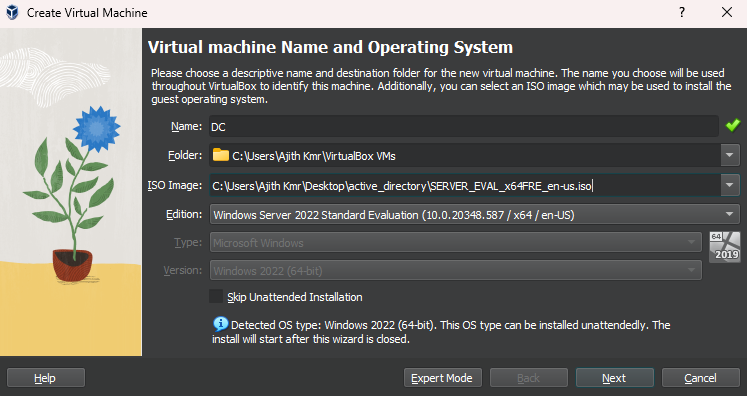 Create Virtual Machine
?
Virtual machine Name and Operating System
Please choose a descriptive name and destination folder for the new virtual machine. The name you choose will be used
throughout VirtualBox to identify this machine. Additionally, you can select an ISO image which may be used to install the
guest operating system.
Name: DC
Folder: C:\Users\Ajith Kmr\VirtualBox VMs
ISO Image: C:\Users\Ajith Kmr\Desktop\active_directory\SERVER_EVAL_x64FRE_en-us.iso
Edition: Windows Server 2022 Standard Evaluation (10.0.20348.587 / x64 / en-US)
Type: Microsoft Windows
64
2019
Version: Windows 2022 (64-bit)
Skip Unattended Installation
Detected OS type: Windows 2022 (64-bit). This OS type can be installed unattendedly. The
install will start after this wizard is closed.
Help Expert Mode Back Next Cancel